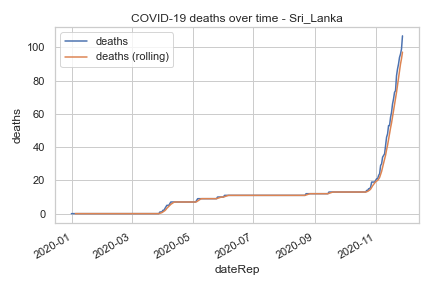 COVID-19 deaths over time - Sri_Lanka
deaths
deaths (rolling)
deaths
100
80
60
40
20
0
2020-01
2020-03
2020-05
2020-07
2020-09
2020-11
dateRep